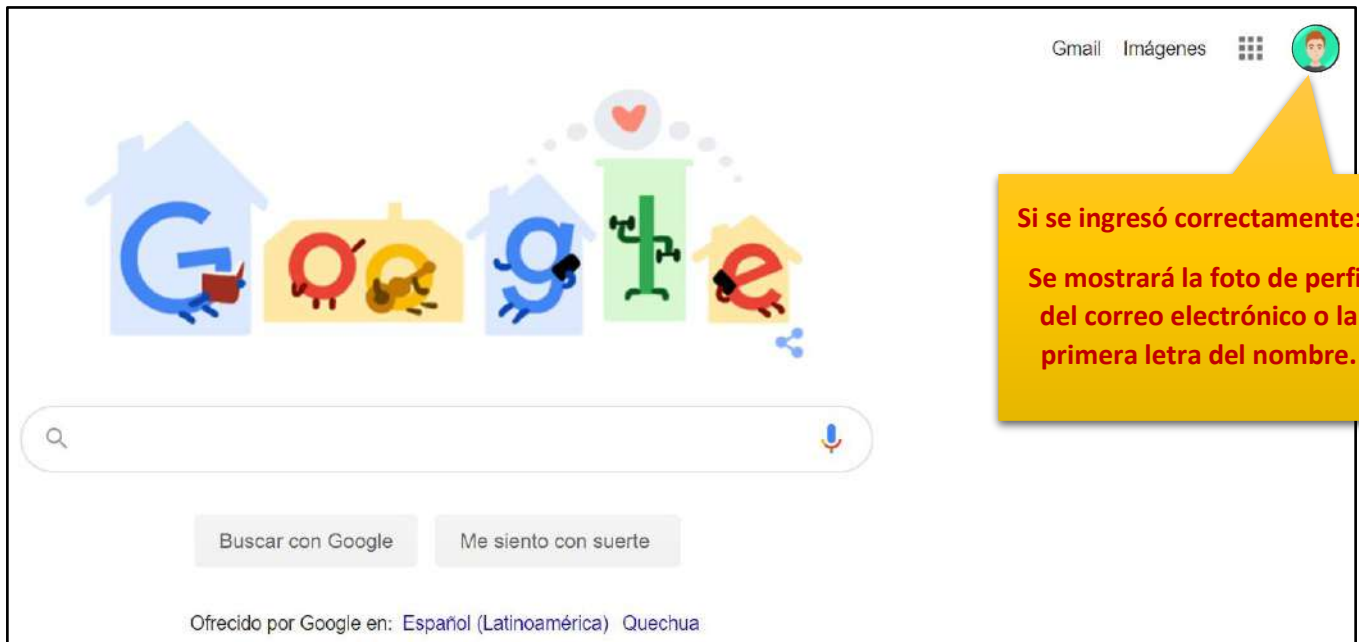 Gmail Imágenes
Google
Si se ingresó correctamente:
Se mostrará la foto de perfi
del correo electrónico o la
primera letra del nombre.
Buscar con Google Me siento con suerte
Ofrecido por Google en: Español (Latinoamérica) Quechua